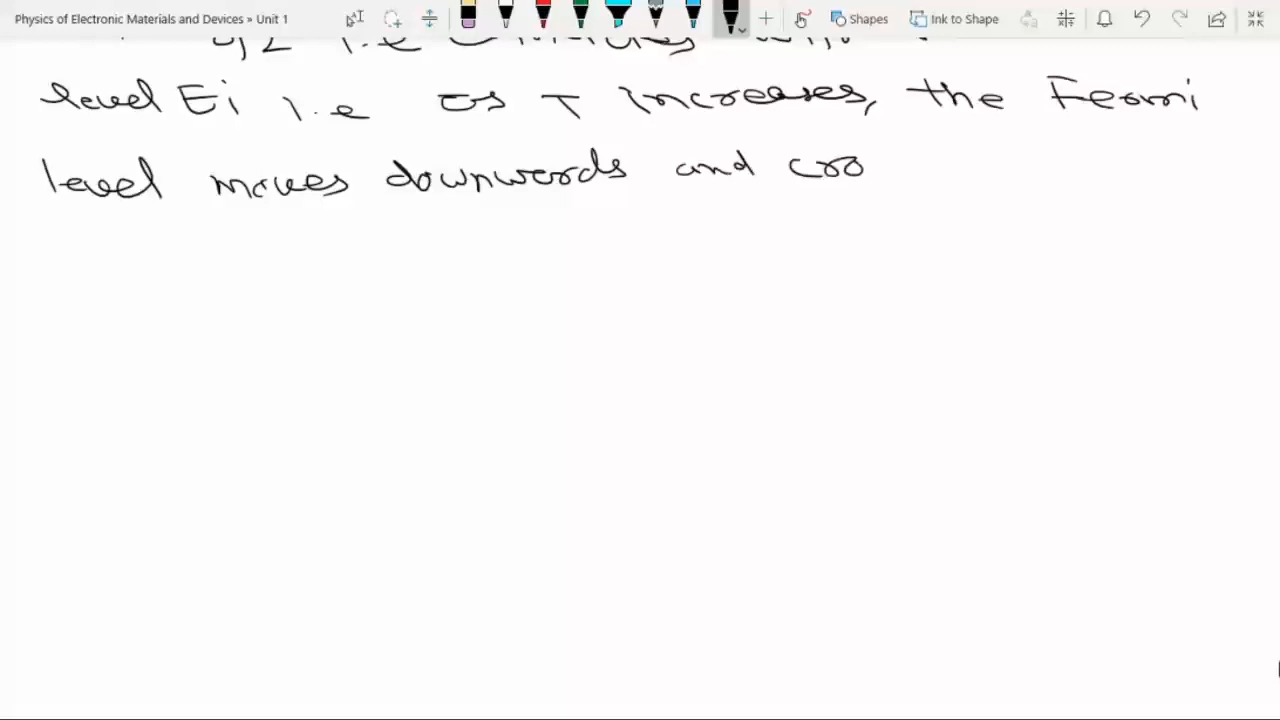 Physics of Electronic Materials and Devices » Unit 1
Shapes
Ink to Shape
i.e
level Ei i.e as T increases, the Fermi
level moves downwards and cro